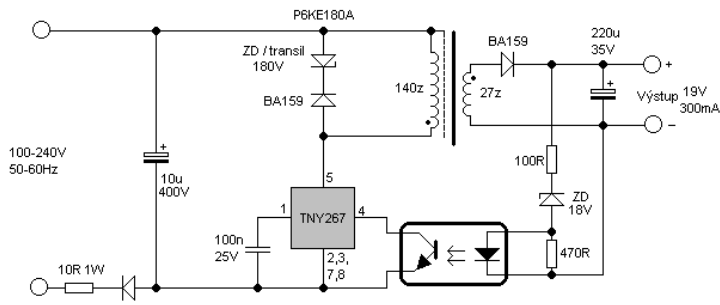 P6KE180A
ZD / transil
180V
BA159
140z
BA159
27z
220u
35V
+
+
Výstup
19V
300mA
−
100-240V
50-60Hz
+
10u
400V
100R
ZD
18V
5
1
TNY267
4
100n
25V
2,3,
7,8
470R
10R 1W